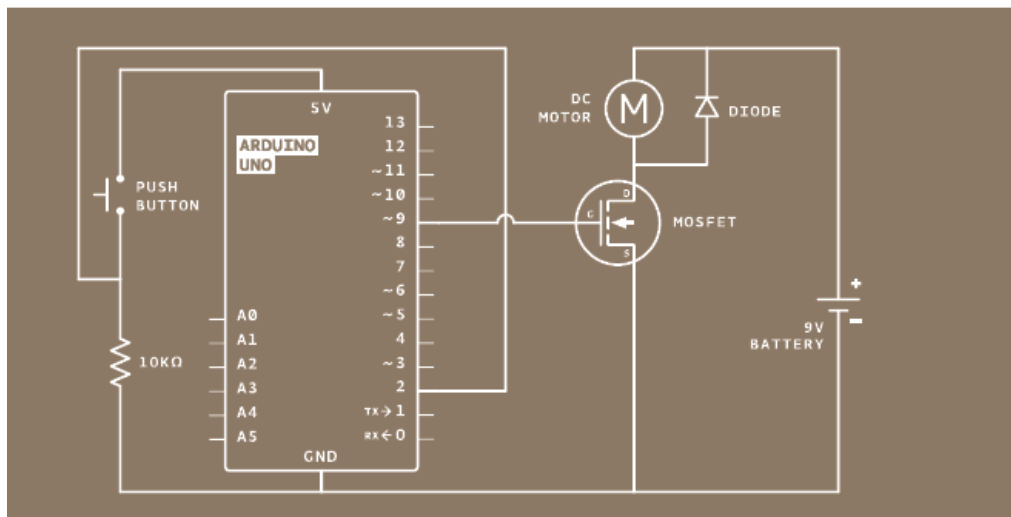 5V
ARDUINO
UNO
13
12
~11
~10
~9
8
7
~6
~5
4
~3
2
TX→1
RX←0
A0
A1
A2
A3
A4
A5
GND
PUSH
BUTTON
10KΩ
DC
MOTOR
M
DIODE
D
G
S
MOSFET
+
9V
BATTERY
-